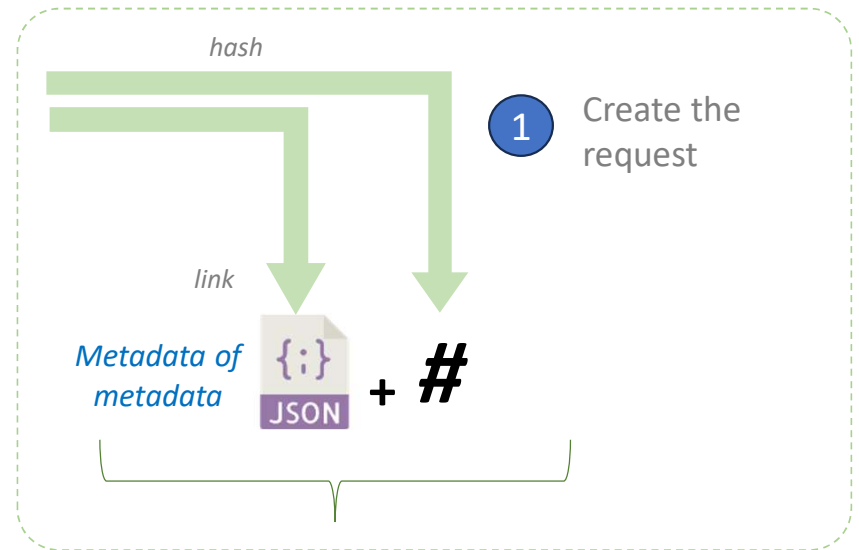 hash
1
Create the
request
link
Metadata of
metadata
{;}
JSON
+
#